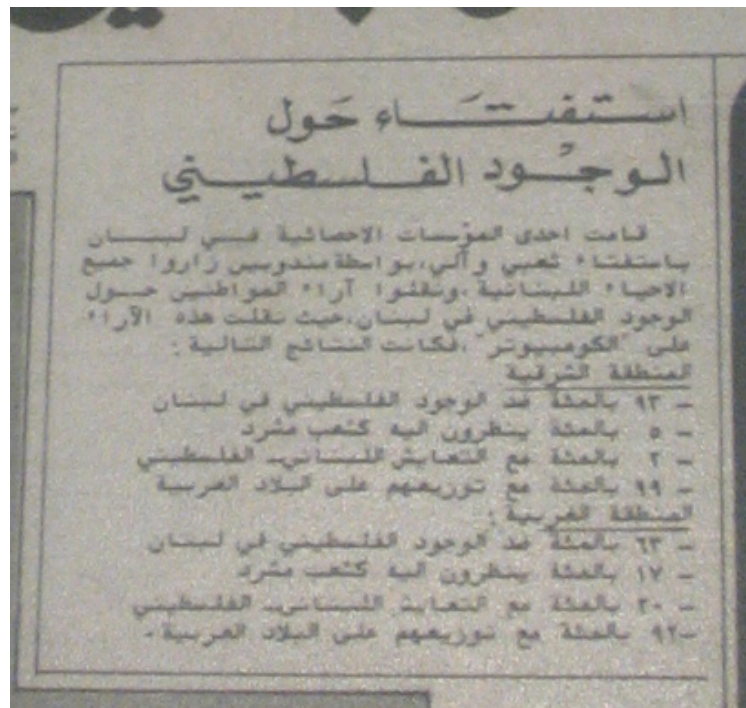 استفتاء حول
الوجود الفلسطيني
قامت احدى المؤسسات الاحصائية في لبنان
باستفتاء شعبي وآلي،بواسطة مندوبين زاروا جميع
الاحياء اللبنانية،ونقلوا آراء المواطنين حول
الوجود الفلسطيني في لبنان،حيث نقلت هذه الآراء
على "الكومبيوتر"،فكانت النتائج التالية:
المنطقة الشرقية
- ٩٣ بالمئة ضد الوجود الفلسطيني في لبنان
- ٥ بالمئة ينظرون اليه كشعب مشرد
- ٢ بالمئة مع التعايش اللبناني- الفلسطيني
- ٩٩ بالمئة مع توزيعهم على البلاد العربية
المنطقة الغربية:
- ٦٣ بالمئة ضد الوجود الفلسطيني في لبنان
- ١٧ بالمئة ينظرون اليه كشعب مشرد
- ٢٠ بالمئة مع التعايش اللبناني- الفلسطيني
-٩٢ بالمئة مع توزيعهم على البلاد العربية.